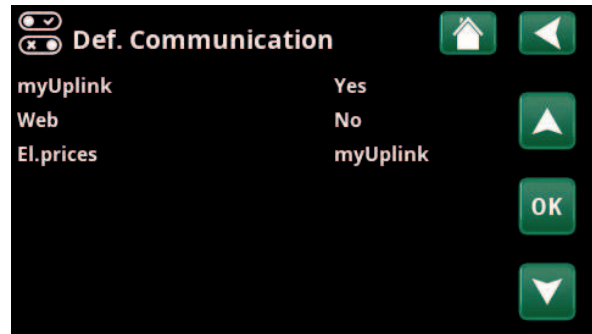 Def. Communication
myUplink Yes
Web No
El.prices myUplink
OK